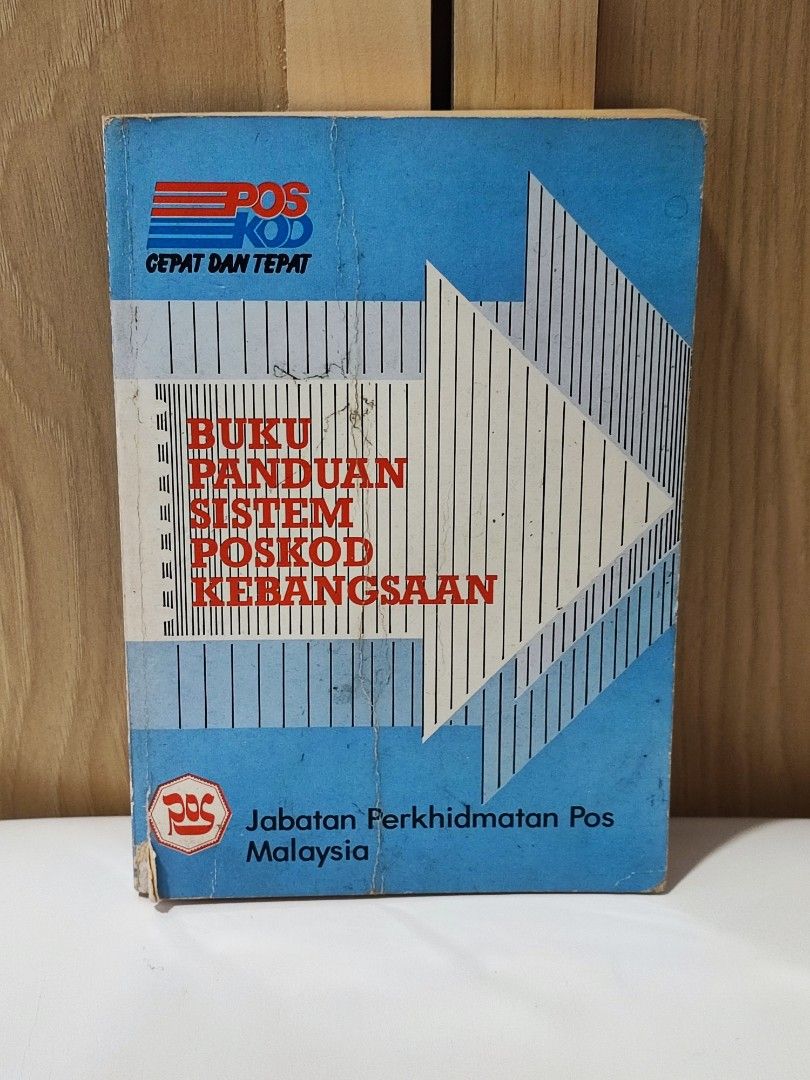 POS
KOD
CEPAT DAN TEPAT
BUKU
PANDUAN
SISTEM
POSKOD
KEBANGSAAN
POS
Jabatan Perkhidmatan Pos
Malaysia